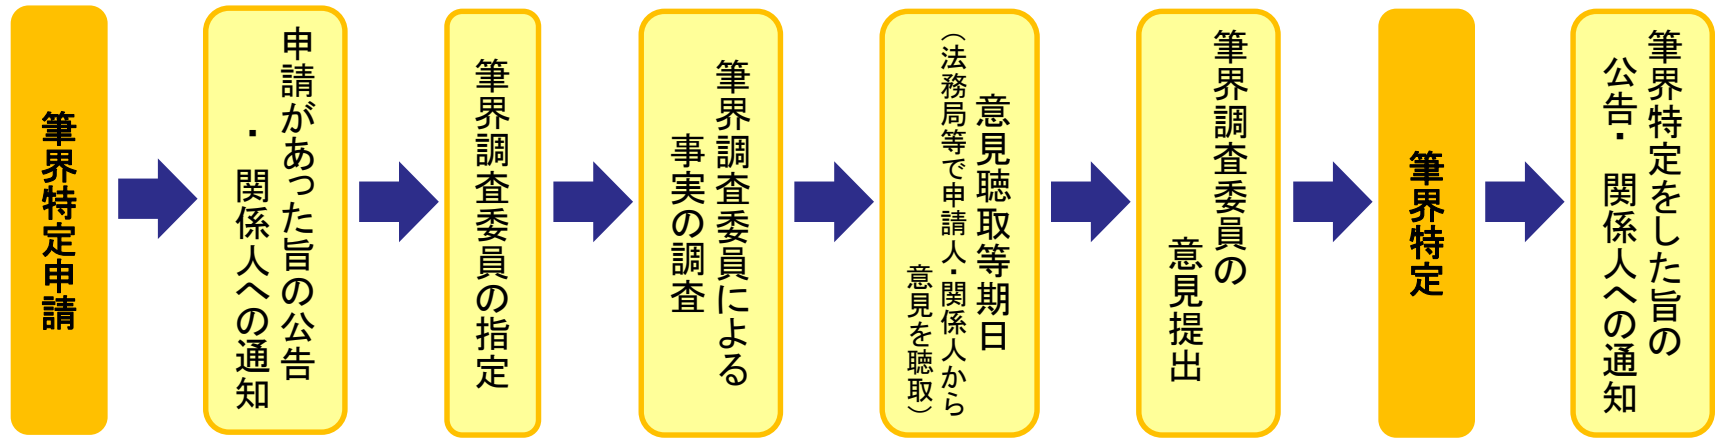 筆界特定申請
申請があった旨の公告
・ 関係人への通知
筆界調査委員の指定
筆界調査委員による
事実の調査
意見聴取等期日
（法務局等で申請人・関係人から
意見を聴取）
筆界調査委員の
意見提出
筆界特定
筆界特定をした旨の
公告・ 関係人への通知